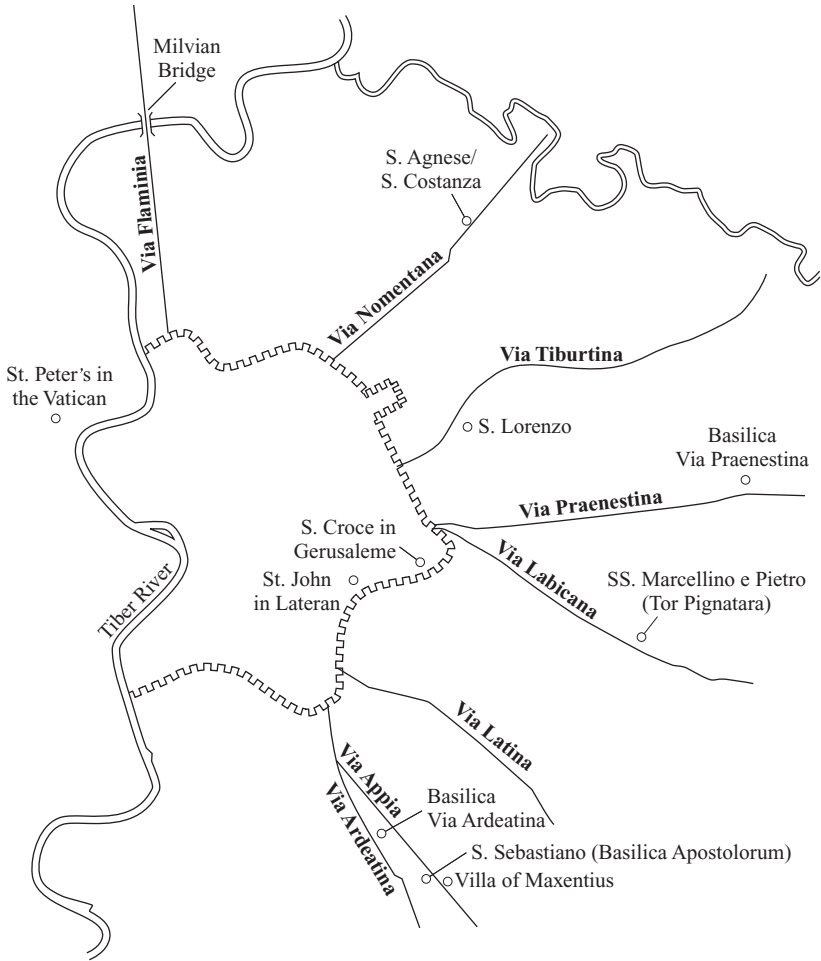 Milvian
Bridge
S. Agnese/
S. Costanza
Via Flaminia
Via Nomentana
Via Tiburtina
St. Peter’s in
the Vatican
S. Lorenzo
Basilica
Via Praenestina
Via Praenestina
S. Croce in
Gerusaleme
St. John
in Lateran
Via Labicana
SS. Marcellino e Pietro
(Tor Pignatara)
Tiber River
Via Latina
Via Appia
Via Ardeatina
Basilica
Via Ardeatina
S. Sebastiano (Basilica Apostolorum)
Villa of Maxentius